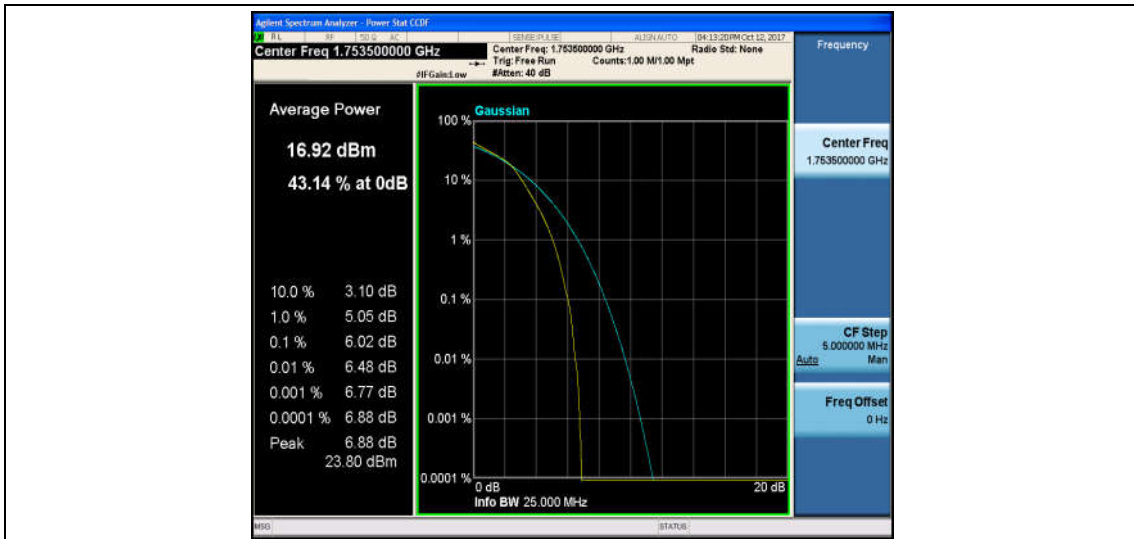 Agilent Spectrum Analyzer - Power Stat CCDF
RL RF 50 Ω AC SENSE:PULSE ALIGN AUTO 04:13:20 PM Oct 12, 2017
Center Freq 1.753500000 GHz
Center Freq: 1.753500000 GHz Radio Std: None
Trig: Free Run Counts:1.00 M/1.00 Mpt
#IFGain:Low #Atten: 40 dB
Frequency
Average Power
16.92 dBm
43.14 % at 0dB
10.0 % 3.10 dB
1.0 % 5.05 dB
0.1 % 6.02 dB
0.01 % 6.48 dB
0.001 % 6.77 dB
0.0001 % 6.88 dB
Peak 6.88 dB
23.80 dBm
Gaussian
100 %
10 %
1 %
0.1 %
0.01 %
0.001 %
0.0001 %
0 dB 20 dB
Info BW 25.000 MHz
Center Freq
1.753500000 GHz
CF Step
5.000000 MHz
Auto Man
Freq Offset
0 Hz
MSG STATUS